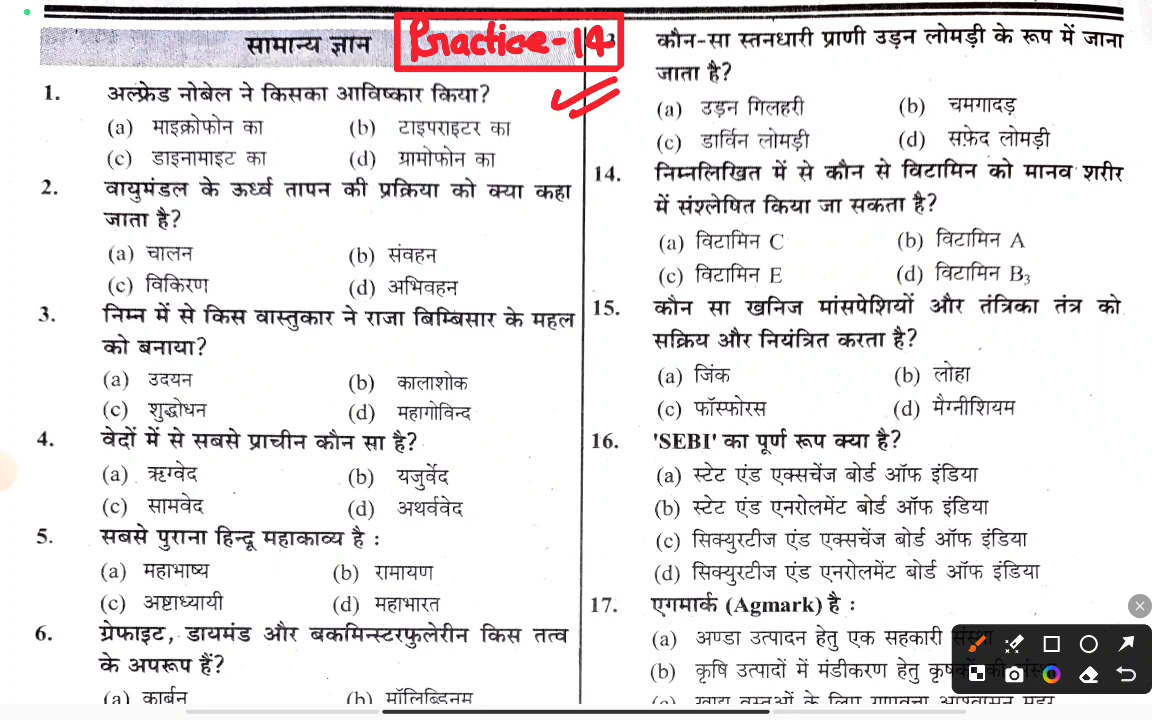 सामान्य ज्ञान
Practice-14
1. अल्फ्रेड नोबेल ने किसका आविष्कार किया?
(a) माइक्रोफोन का (b) टाइपराइटर का
(c) डाइनामाइट का (d) ग्रामोफोन का
2. वायुमंडल के ऊर्ध्व तापन की प्रक्रिया को क्या कहा
जाता है?
(a) चालन (b) संवहन
(c) विकिरण (d) अभिवहन
3. निम्न में से किस वास्तुकार ने राजा बिम्बिसार के महल
को बनाया?
(a) उदयन (b) कालाशोक
(c) शुद्धोधन (d) महागोविन्द
4. वेदों में से सबसे प्राचीन कौन सा है?
(a) ऋग्वेद (b) यजुर्वेद
(c) सामवेद (d) अथर्ववेद
5. सबसे पुराना हिन्दू महाकाव्य है :
(a) महाभाष्य (b) रामायण
(c) अष्टाध्यायी (d) महाभारत
6. ग्रेफाइट, डायमंड और बकमिन्स्टरफुलेरीन किस तत्व
के अपरूप हैं?
(a) कार्बन (b) मॉलिब्डिनम
कौन-सा स्तनधारी प्राणी उड़न लोमड़ी के रूप में जाना
जाता है?
(a) उड़न गिलहरी (b) चमगादड़
(c) डार्विन लोमड़ी (d) सफ़ेद लोमड़ी
14. निम्नलिखित में से कौन से विटामिन को मानव शरीर
में संश्लेषित किया जा सकता है?
(a) विटामिन C (b) विटामिन A
(c) विटामिन E (d) विटामिन B₃
15. कौन सा खनिज मांसपेशियों और तंत्रिका तंत्र को
सक्रिय और नियंत्रित करता है?
(a) जिंक (b) लोहा
(c) फॉस्फोरस (d) मैग्नीशियम
16. 'SEBI' का पूर्ण रूप क्या है?
(a) स्टेट एंड एक्सचेंज बोर्ड ऑफ इंडिया
(b) स्टेट एंड एनरोलमेंट बोर्ड ऑफ इंडिया
(c) सिक्युरटीज एंड एक्सचेंज बोर्ड ऑफ इंडिया
(d) सिक्युरटीज एंड एनरोलमेंट बोर्ड ऑफ इंडिया
17. एगमार्क (Agmark) है :
(a) अण्डा उत्पादन हेतु एक सहकारी संस्था
(b) कृषि उत्पादों में मंडीकरण हेतु कृषकों की संस्था